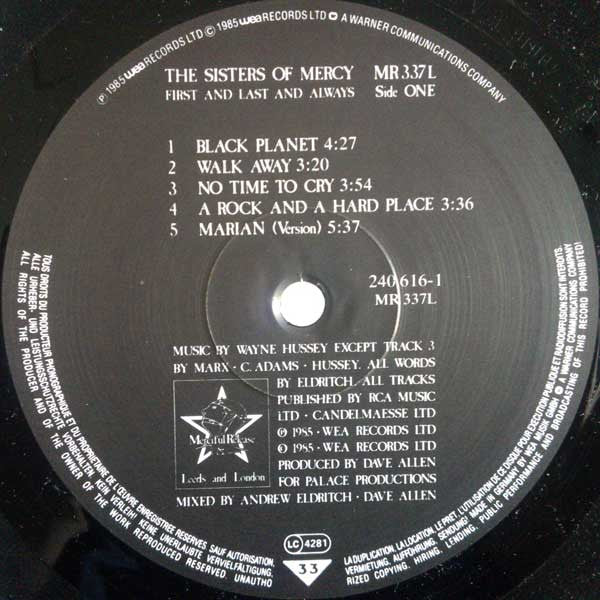 ℗ 1985 wea RECORDS LTD © 1985 wea RECORDS LTD A WARNER COMMUNICATIONS COMPANY
THE SISTERS OF MERCY MR 337L
FIRST AND LAST AND ALWAYS Side ONE
1 BLACK PLANET 4:27
2 WALK AWAY 3:20
3 NO TIME TO CRY 3:54
4 A ROCK AND A HARD PLACE 3:36
5 MARIAN (Version) 5:37
240 616-1
MR 337L
MUSIC BY WAYNE HUSSEY EXCEPT TRACK 3
BY MARX · C. ADAMS · HUSSEY. ALL WORDS
BY ELDRITCH. ALL TRACKS
PUBLISHED BY RCA MUSIC
LTD · CANDELMAESSE LTD
℗ 1985 · WEA RECORDS LTD
© 1985 · WEA RECORDS LTD
PRODUCED BY DAVE ALLEN
FOR PALACE PRODUCTIONS
MIXED BY ANDREW ELDRITCH · DAVE ALLEN
Merciful Release
Leeds and London
LC 4281
33
TOUS DROITS DU PRODUCTEUR PHONOGRAPHIQUE ET DU PROPRIETAIRE DE L'ŒUVRE ENREGISTREE RESERVES. SAUF AUTORISATION,
LA DUPLICATION, LA LOCATION, LE PRET, L'UTILISATION DE CE DISQUE POUR EXECUTION PUBLIQUE ET RADIODIFFUSION SONT INTERDITS.
ALLE URHEBER- UND LEISTUNGSSCHUTZRECHTE VORBEHALTEN. KEIN VERLEIH! KEINE UNERLAUBTE VERVIELFÄLTIGUNG,
VERMIETUNG, AUFFÜHRUNG, SENDUNG! MADE IN GERMANY BY WEA MUSIK GMBH A WARNER COMMUNICATIONS COMPANY
ALL RIGHTS OF THE PRODUCER AND OF THE OWNER OF THE WORK REPRODUCED RESERVED. UNAUTHO
RIZED COPYING, HIRING, LENDING, PUBLIC PERFORMANCE AND BROADCASTING OF THIS RECORD PROHIBITED!